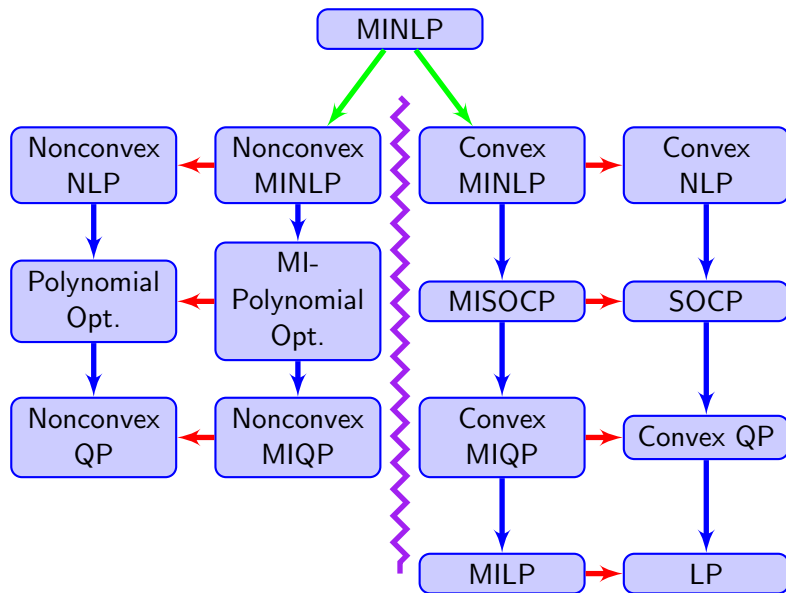 MINLP
Nonconvex
NLP
Nonconvex
MINLP
Convex
MINLP
Convex
NLP
Polynomial
Opt.
MI-
Polynomial
Opt.
MISOCP
SOCP
Nonconvex
QP
Nonconvex
MIQP
Convex
MIQP
Convex QP
MILP
LP